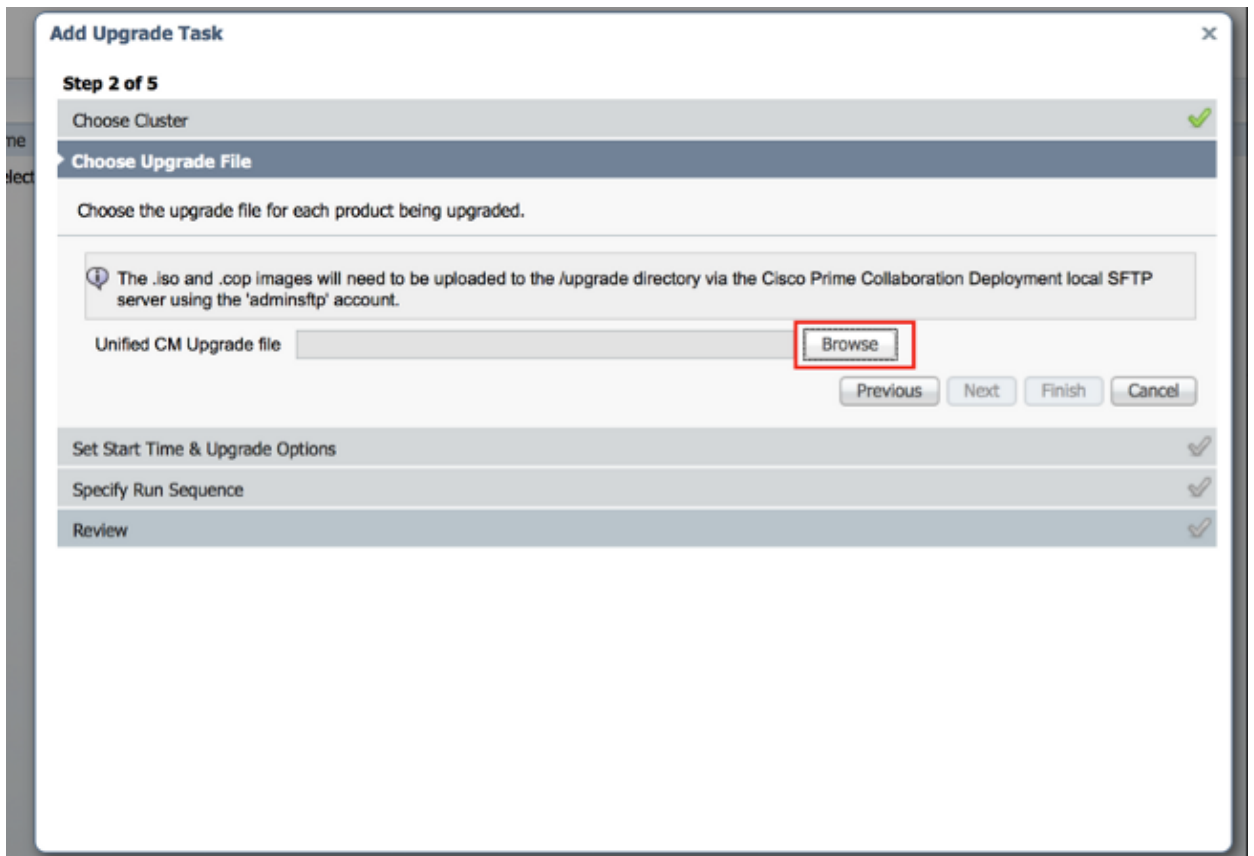 Add Upgrade Task
Step 2 of 5
Choose Cluster
me
Choose Upgrade File
elect
Choose the upgrade file for each product being upgraded.
The .iso and .cop images will need to be uploaded to the /upgrade directory via the Cisco Prime Collaboration Deployment local SFTP
server using the 'adminsftp' account.
Unified CM Upgrade file Browse
Previous Next Finish Cancel
Set Start Time & Upgrade Options
Specify Run Sequence
Review